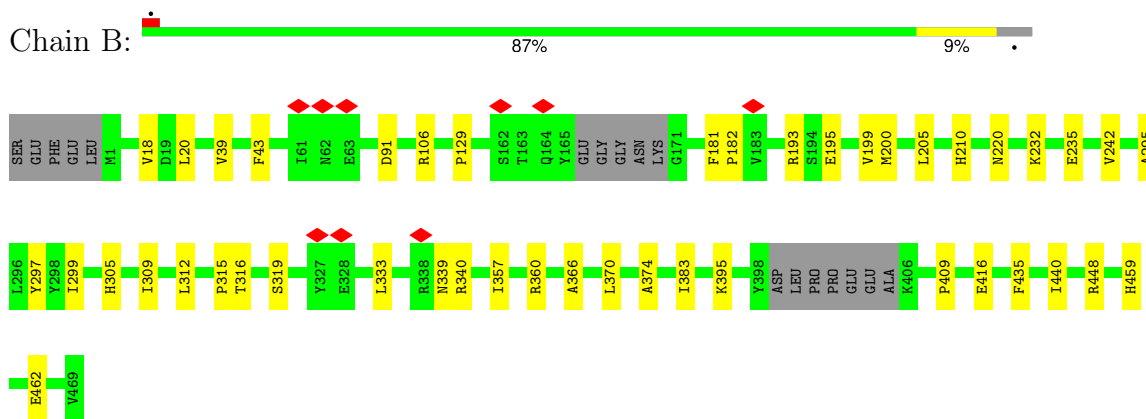 Chain B:
87%
9%
SER GLU PHE GLU LEU M1 V18 D19 L20 V39 F43 I61 N62 E63 D91 R106 P129 S162 T163 Q164 Y165 GLU GLY GLY ASN LYS G171 F181 P182 V183 R193 S194 E195 V199 M200 L205 H210 N220 K232 E235 V242 A295
L296 Y297 Y298 I299 H305 I309 L312 P315 T316 S319 Y327 E328 L333 R338 N339 R340 I357 R360 A366 L370 A374 I383 K395 Y398 ASP LEU PRO PRO GLU GLU ALA K406 P409 E416 F435 I440 R448 H459
E462 V469